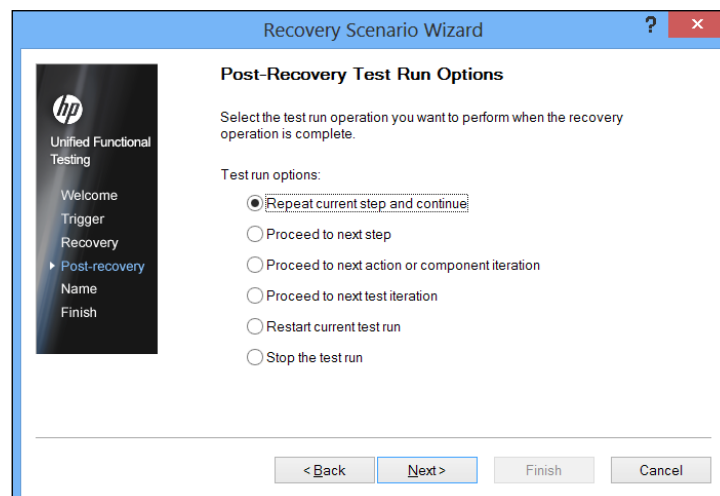 Recovery Scenario Wizard
?
×
hp
Unified Functional
Testing
Welcome
Trigger
Recovery
Post-recovery
Name
Finish
Post-Recovery Test Run Options
Select the test run operation you want to perform when the recovery
operation is complete.
Test run options:
Repeat current step and continue
Proceed to next step
Proceed to next action or component iteration
Proceed to next test iteration
Restart current test run
Stop the test run
< Back
Next >
Finish
Cancel